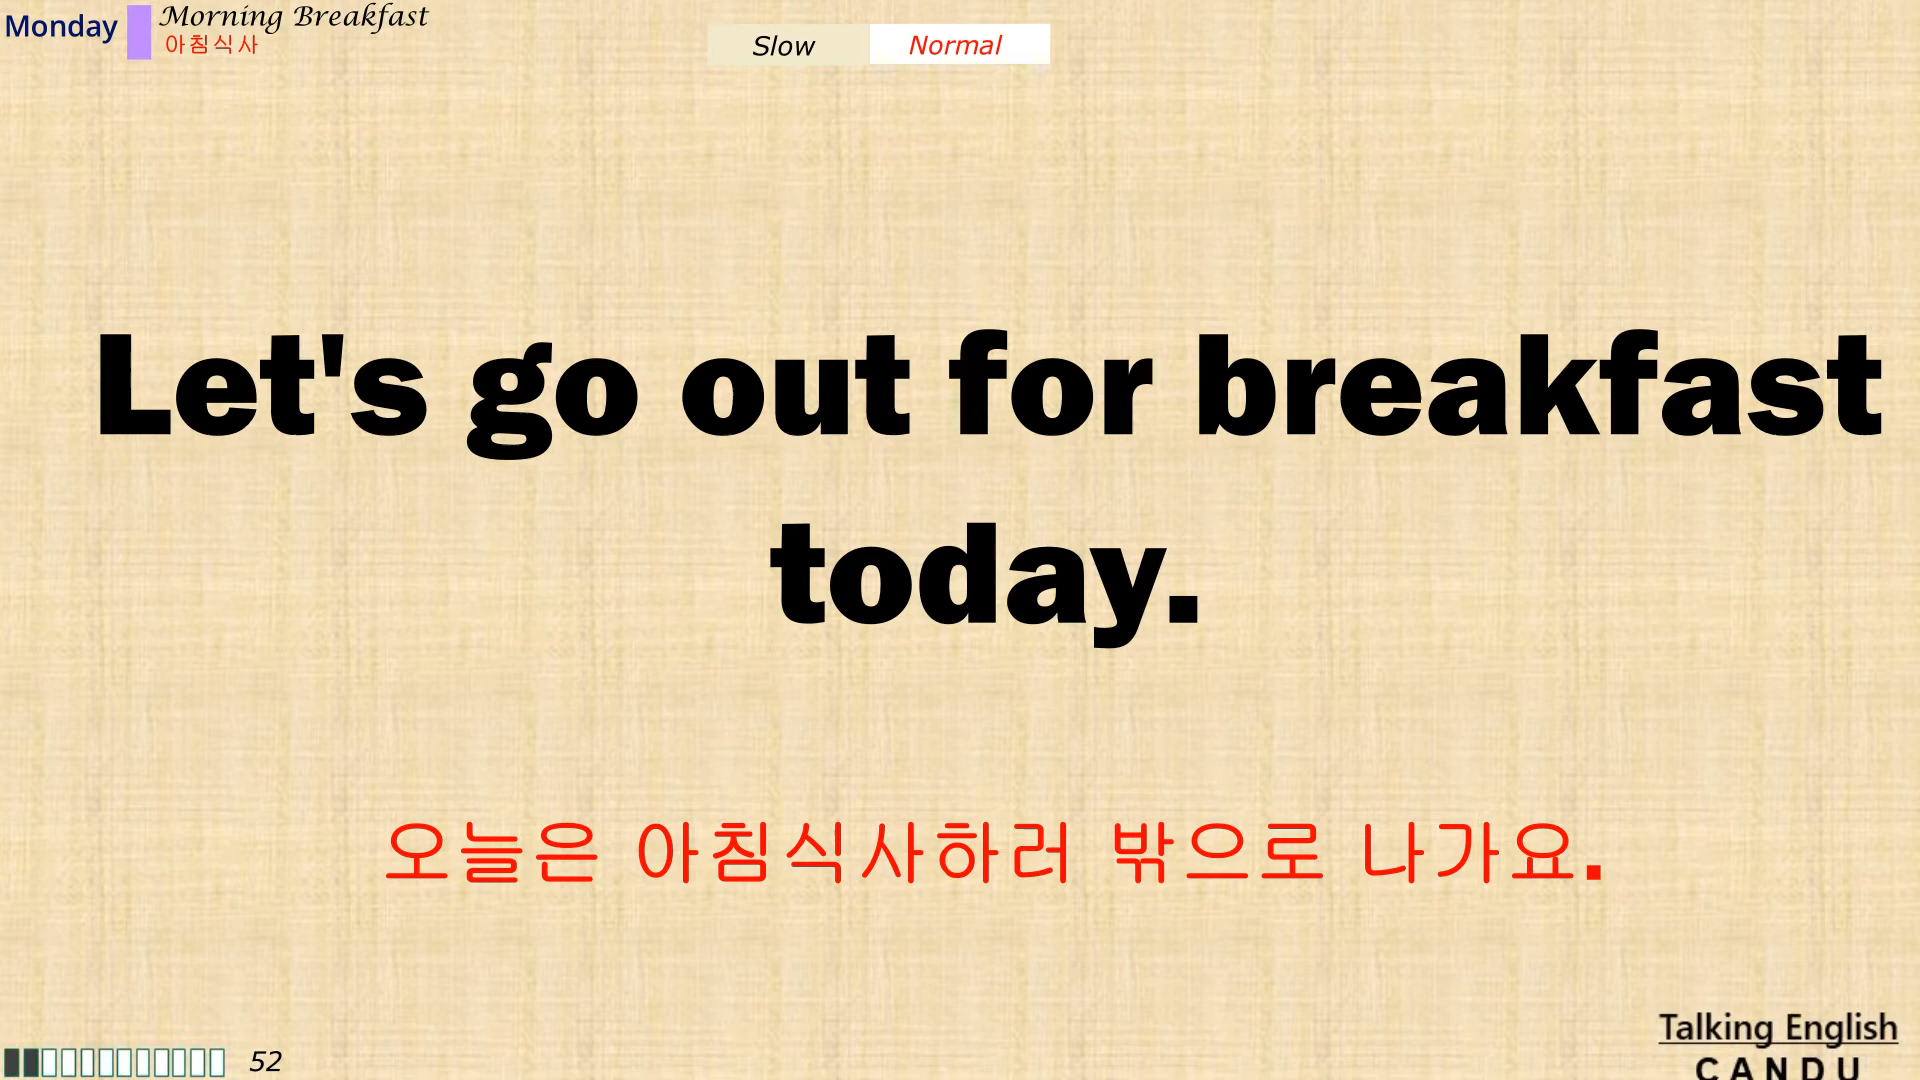 Monday
Morning Breakfast
아침식사
Slow
Normal
Let's go out for breakfast
today.
오늘은 아침식사하러 밖으로 나가요.
52
Talking English
CANDU